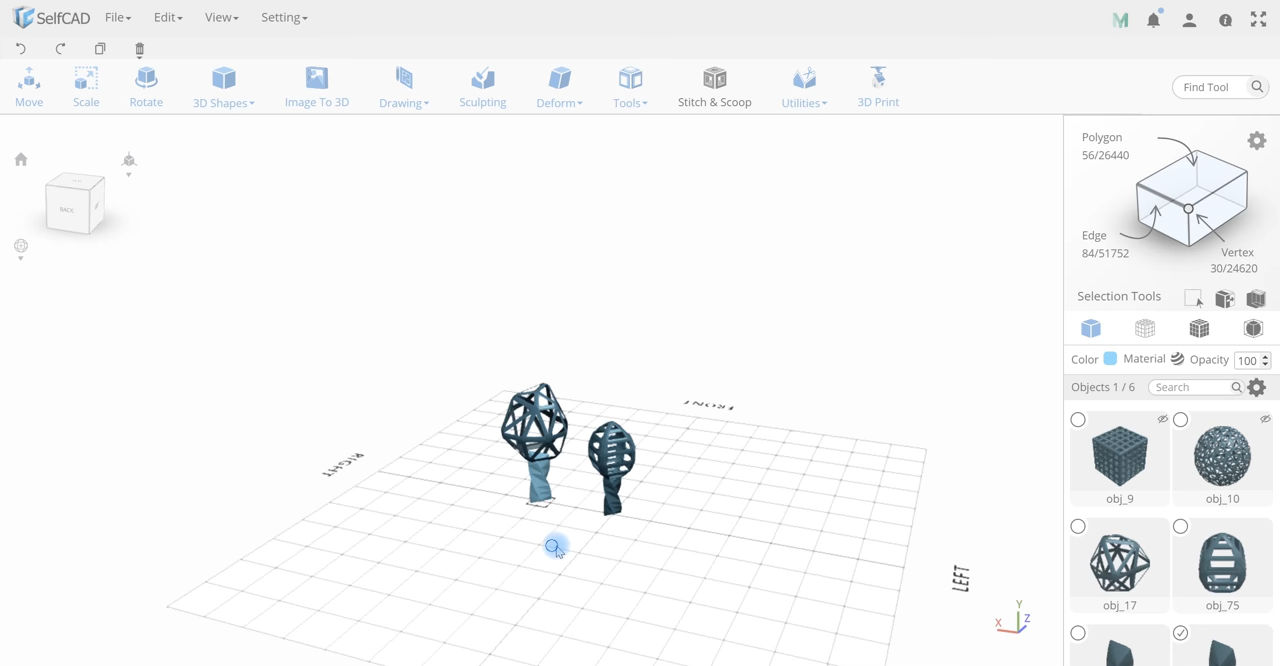 SelfCAD
File
Edit
View
Setting
Move
Scale
Rotate
3D Shapes
Image To 3D
Drawing
Sculpting
Deform
Tools
Stitch & Scoop
Utilities
3D Print
Find Tool
BACK
FRONT
RIGHT
LEFT
Y
X
Z
Polygon
56/26440
Edge
84/51752
Vertex
30/24620
Selection Tools
Color
Material
Opacity
100
Objects 1 / 6
Search
obj_9
obj_10
obj_17
obj_75